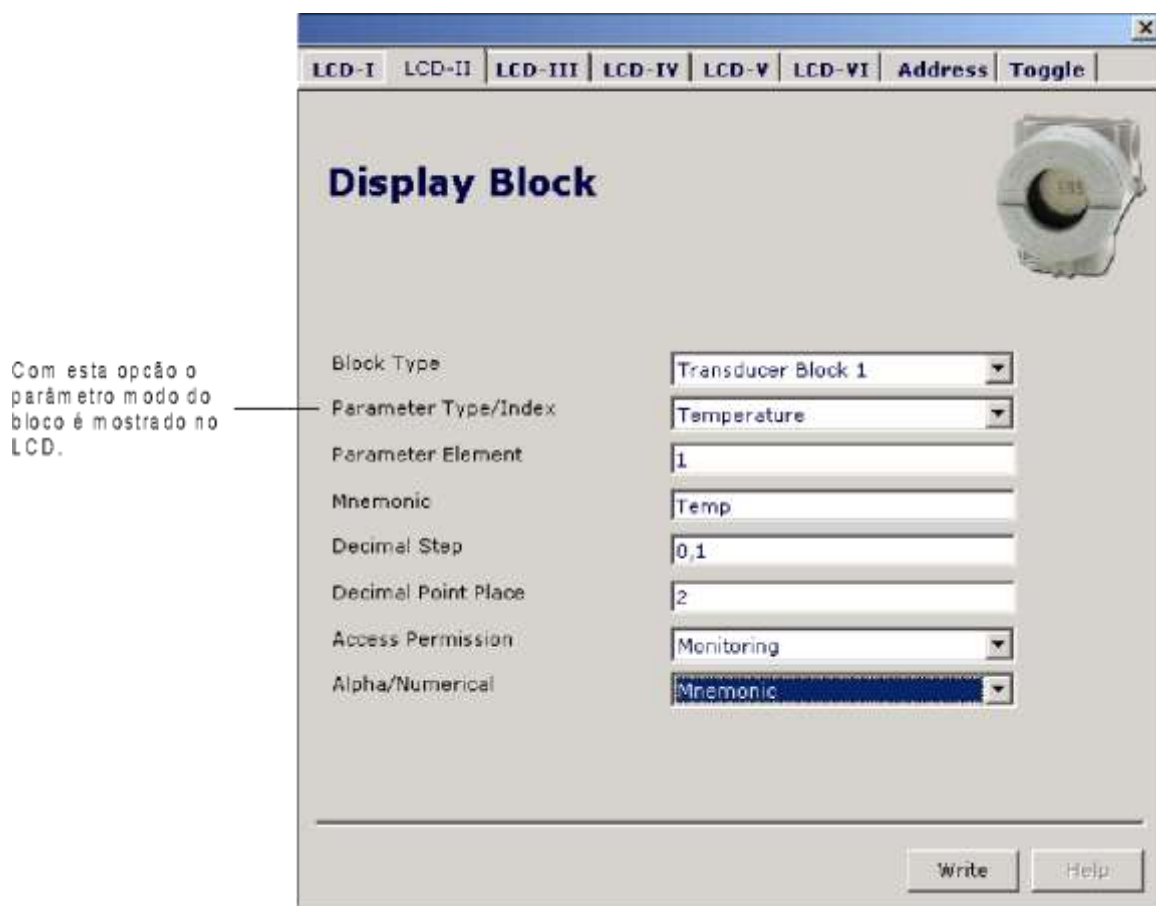 LCD-I LCD-II LCD-III LCD-IV LCD-V LCD-VI Address Toggle
Display Block
Com esta opcão o
parâmetro modo do
bloco é mostrado no
LCD.
Block Type Transducer Block 1
Parameter Type/Index Temperature
Parameter Element 1
Mnemonic Temp
Decimal Step 0,1
Decimal Point Place 2
Access Permission Monitoring
Alpha/Numerical Mnemonic
Write Help